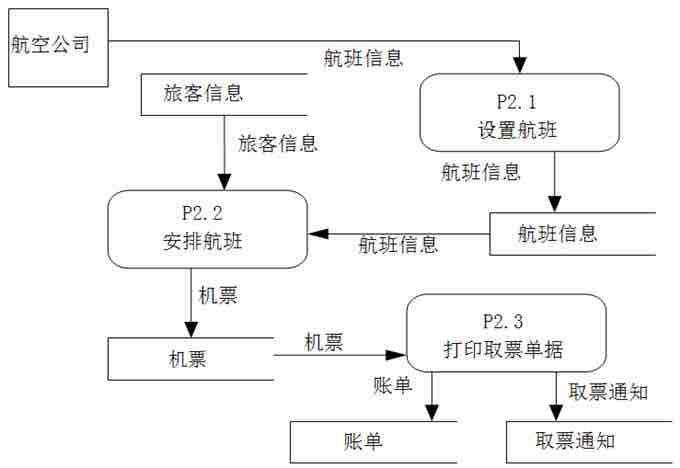 航空公司
航班信息
旅客信息
P2.1
设置航班
旅客信息
航班信息
P2.2
安排航班
航班信息
航班信息
机票
P2.3
打印取票单据
机票
机票
账单
取票通知
账单
取票通知